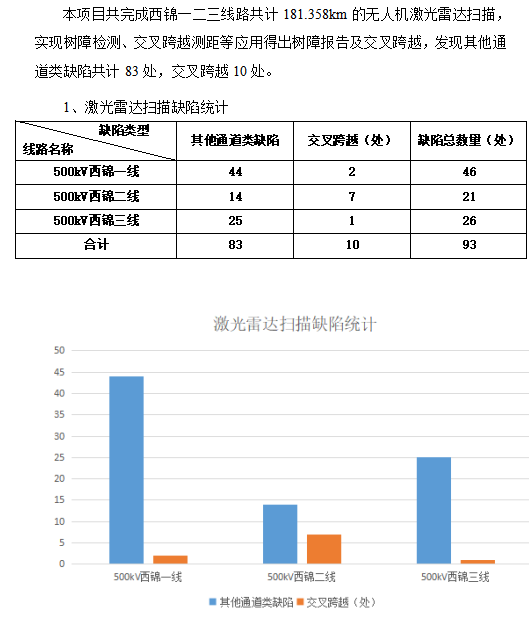 本项目共完成西锦一二三线路共计 181.358km 的无人机激光雷达扫描，
实现树障检测、交叉跨越测距等应用得出树障报告及交叉跨越，发现其他通
道类缺陷共计 83 处，交叉跨越 10 处。
1、激光雷达扫描缺陷统计
缺陷类型
线路名称 其他通道类缺陷 交叉跨越（处） 缺陷总数量（处）
500kV西锦一线 44 2 46
500kV西锦二线 14 7 21
500kV西锦三线 25 1 26
合计 83 10 93
激光雷达扫描缺陷统计
50
45
40
35
30
25
20
15
10
5
0
500kV西锦一线 500kV西锦二线 500kV西锦三线
其他通道类缺陷 交叉跨越（处）